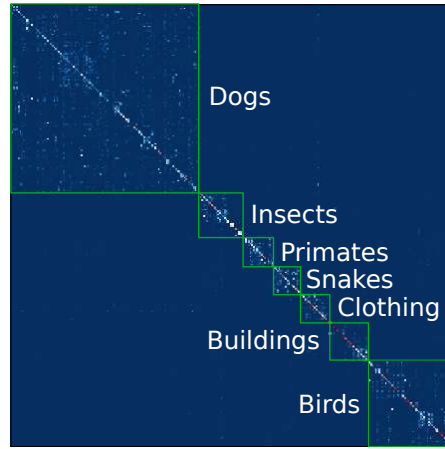 Dogs
Insects
Primates
Snakes
Clothing
Buildings
Birds